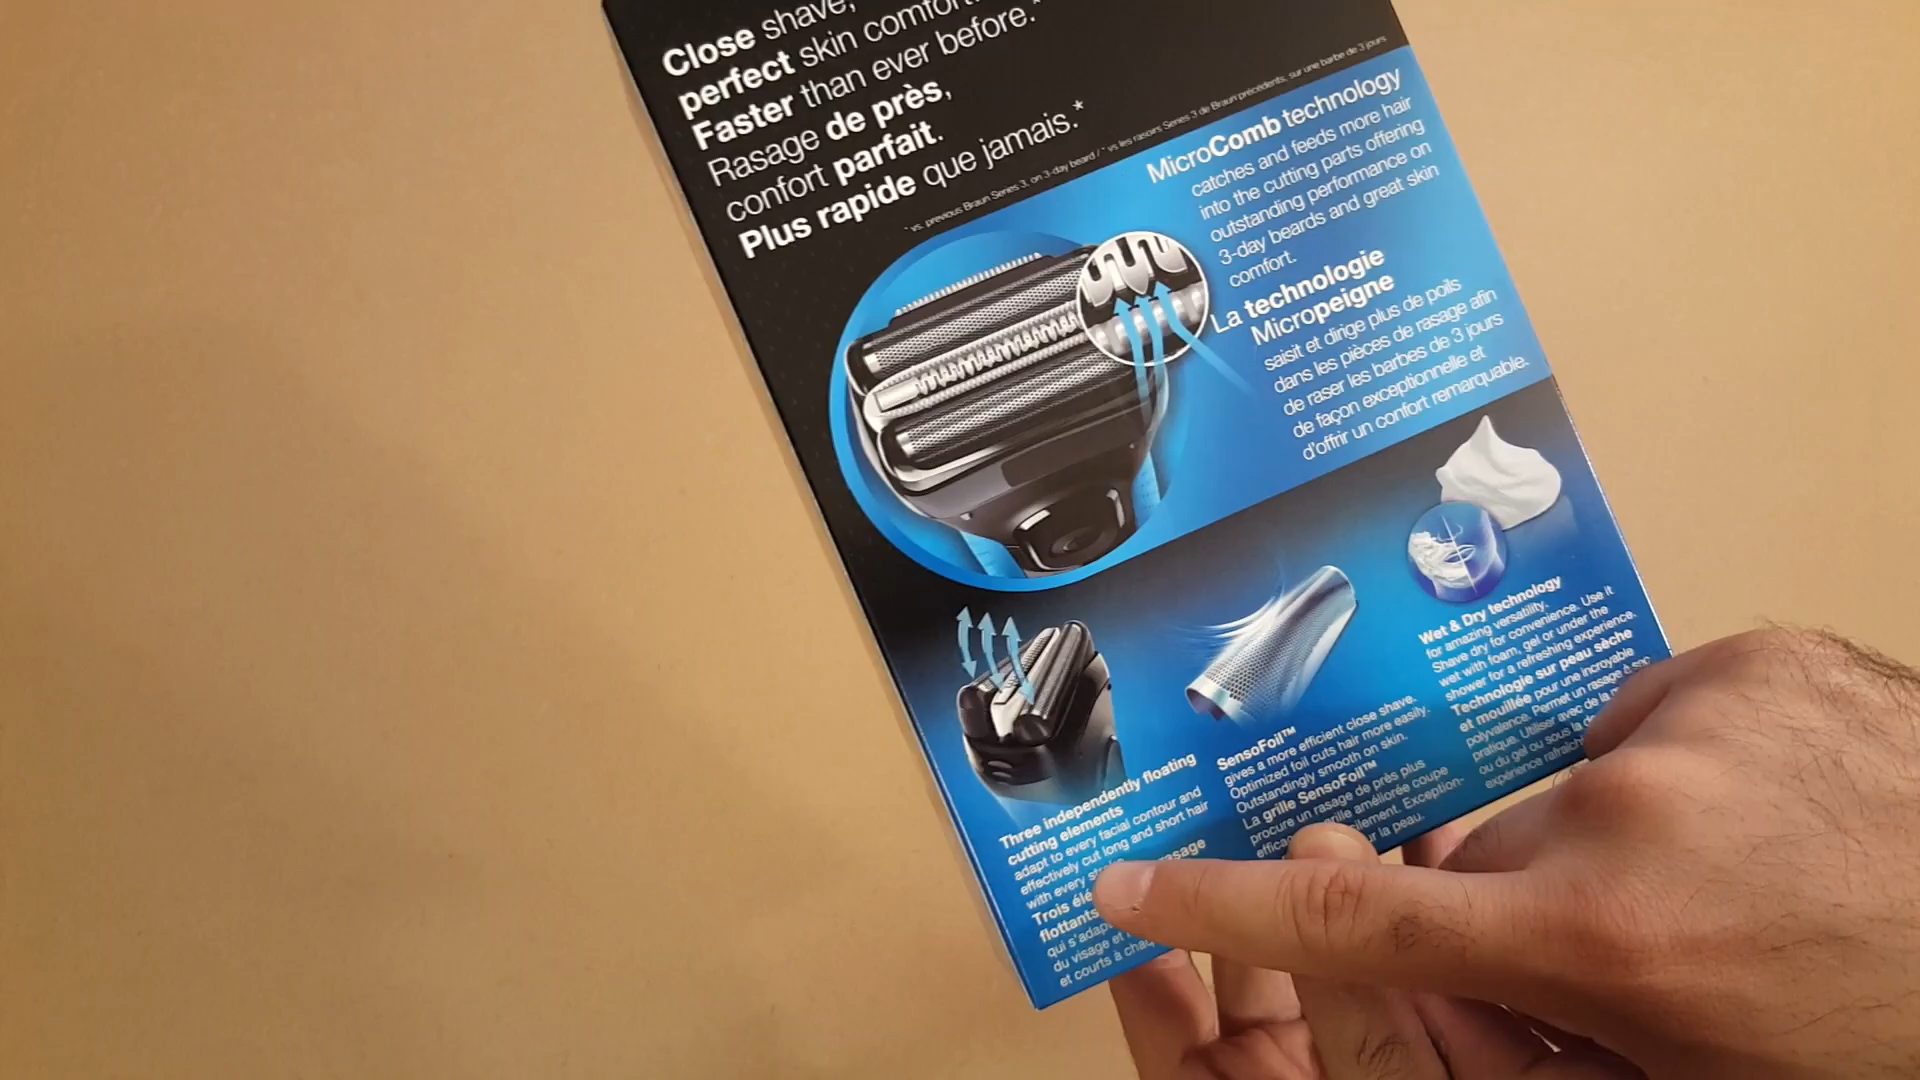 Close shave,
perfect skin comfort.
Faster than ever before.*
Rasage de près,
confort parfait.
Plus rapide que jamais.*
* vs. previous Braun Series 3, on 3-day beard / * vs les rasoirs Series 3 de Braun précédents, sur une barbe de 3 jours
MicroComb technology
catches and feeds more hair
into the cutting parts offering
outstanding performance on
3-day beards and great skin
comfort.
La technologie
Micropeigne
saisit et dirige plus de poils
dans les pièces de rasage afin
de raser les barbes de 3 jours
de façon exceptionnelle et
d'offrir un confort remarquable.
Three independently floating
cutting elements
adapt to every facial contour and
effectively cut long and short hair
with every
Trois
rasage
flottants
qui
du visage et
et courts à
SensoFoil™
gives a more efficient close shave.
Optimized foil cuts hair more easily.
Outstandingly smooth on skin.
La grille SensoFoil™
procure un rasage de près plus
améliorée coupe
Exception-
la peau.
Wet & Dry technology
for amazing versatility.
Shave dry for convenience. Use it
wet with foam, gel or under the
shower for a refreshing experience.
Technologie sur peau sèche
et mouillée pour une incroyable
polyvalence. Permet un rasage à sec
pratique. Utiliser avec de la
ou du gel ou sous la
expérience